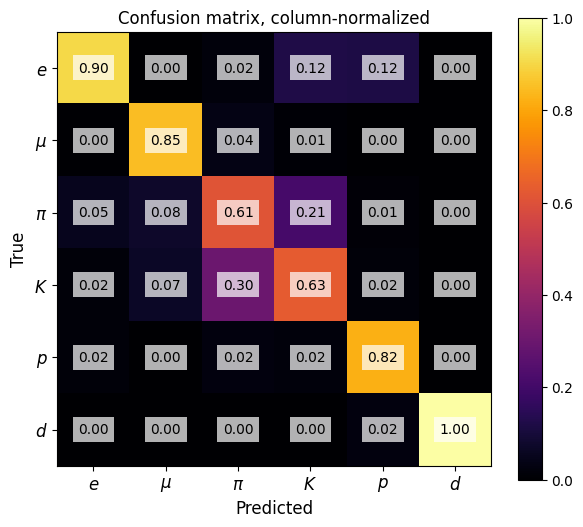 Confusion matrix, column-normalized
True
e 0.90 0.00 0.02 0.12 0.12 0.00
μ 0.00 0.85 0.04 0.01 0.00 0.00
π 0.05 0.08 0.61 0.21 0.01 0.00
K 0.02 0.07 0.30 0.63 0.02 0.00
p 0.02 0.00 0.02 0.02 0.82 0.00
d 0.00 0.00 0.00 0.00 0.02 1.00
e μ π K p d
Predicted
1.0
0.8
0.6
0.4
0.2
0.0